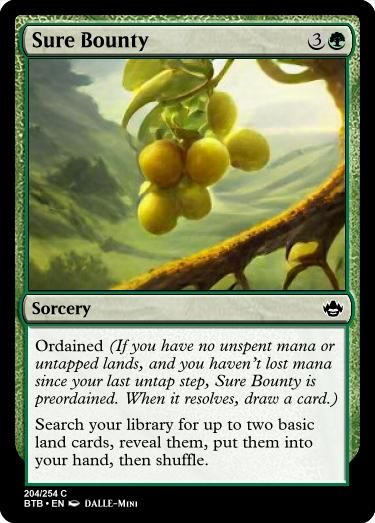 Sure Bounty 3
Sorcery
Ordained (If you have no unspent mana or
untapped lands, and you haven't lost mana
since your last untap step, Sure Bounty is
preordained. When it resolves, draw a card.)
Search your library for up to two basic
land cards, reveal them, put them into
your hand, then shuffle.
204/254 C
BTB • EN DALLE-Mini